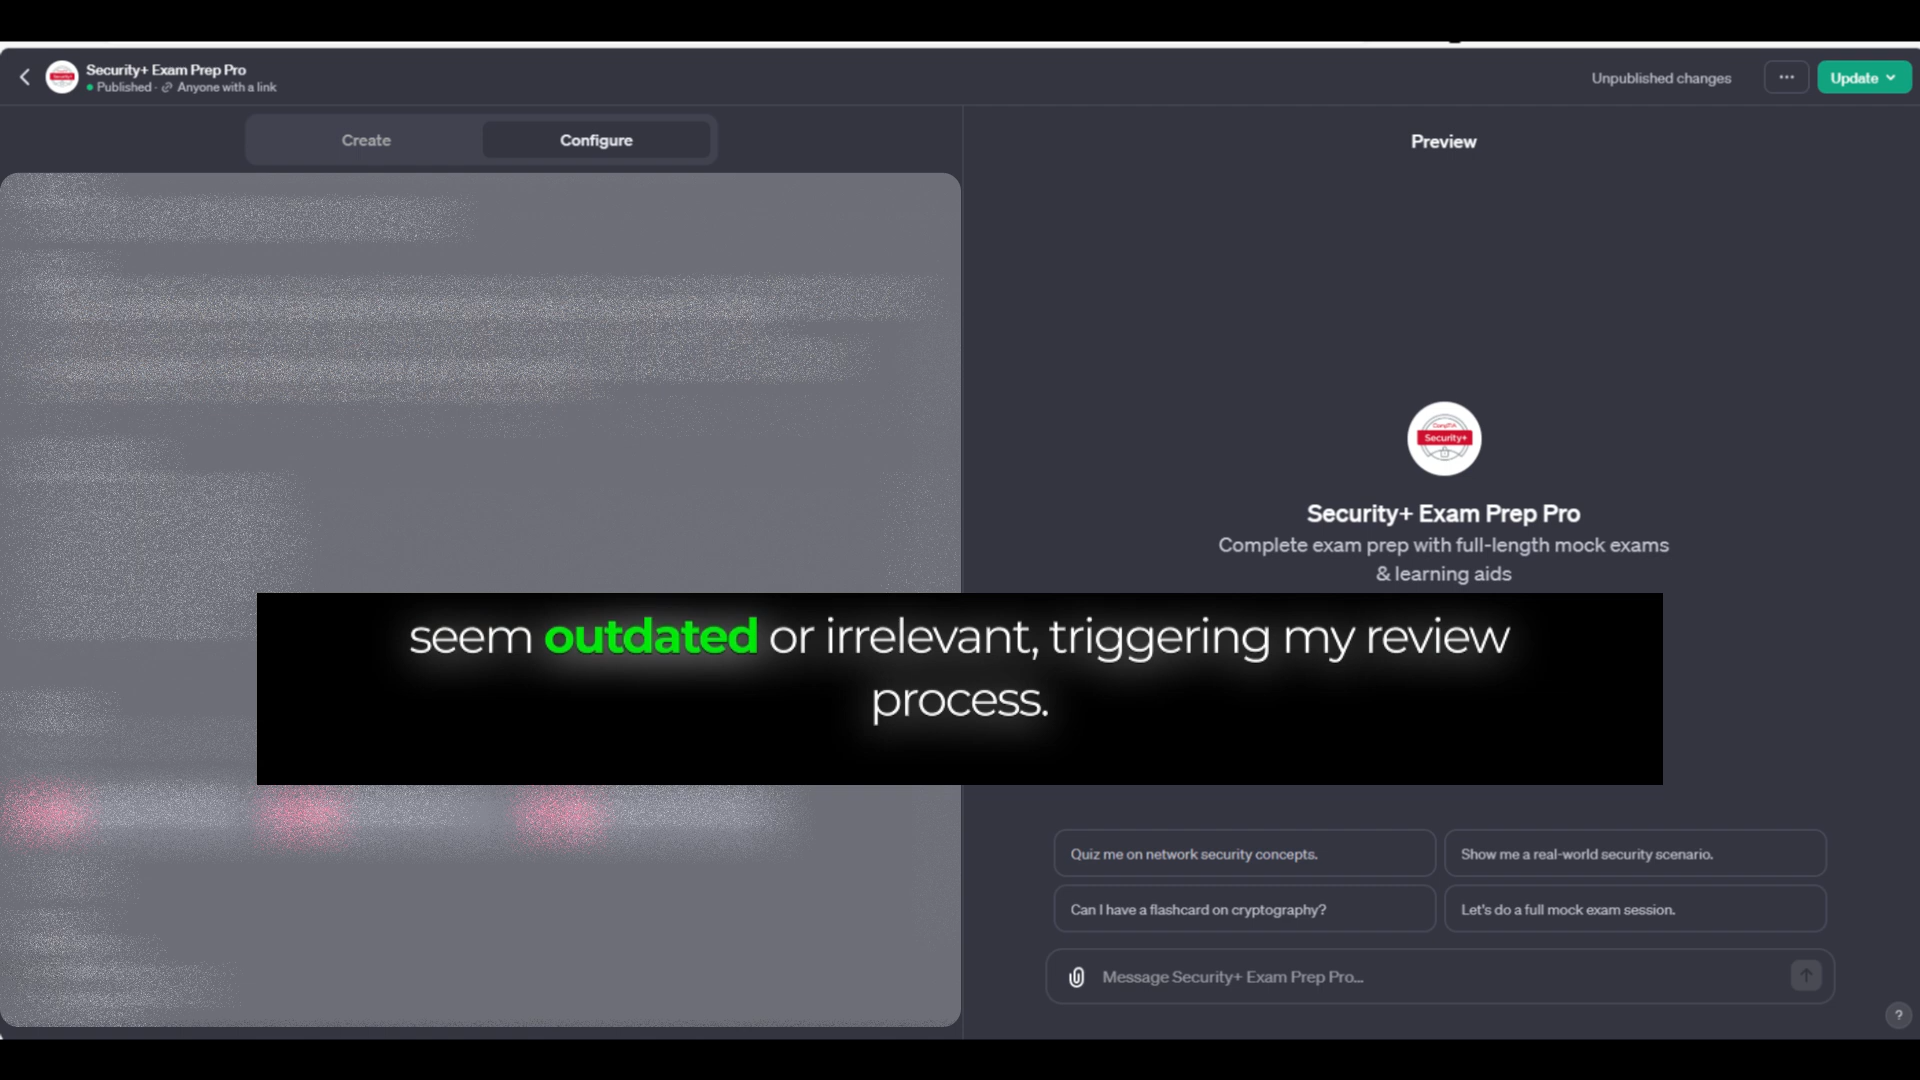 Security+ Exam Prep Pro
Published · Anyone with a link
Unpublished changes
Update
Create
Configure
Preview
CompTIA
Security+
Security+ Exam Prep Pro
Complete exam prep with full-length mock exams
& learning aids
seem outdated or irrelevant, triggering my review
process.
Quiz me on network security concepts.
Show me a real-world security scenario.
Can I have a flashcard on cryptography?
Let's do a full mock exam session.
Message Security+ Exam Prep Pro...
?